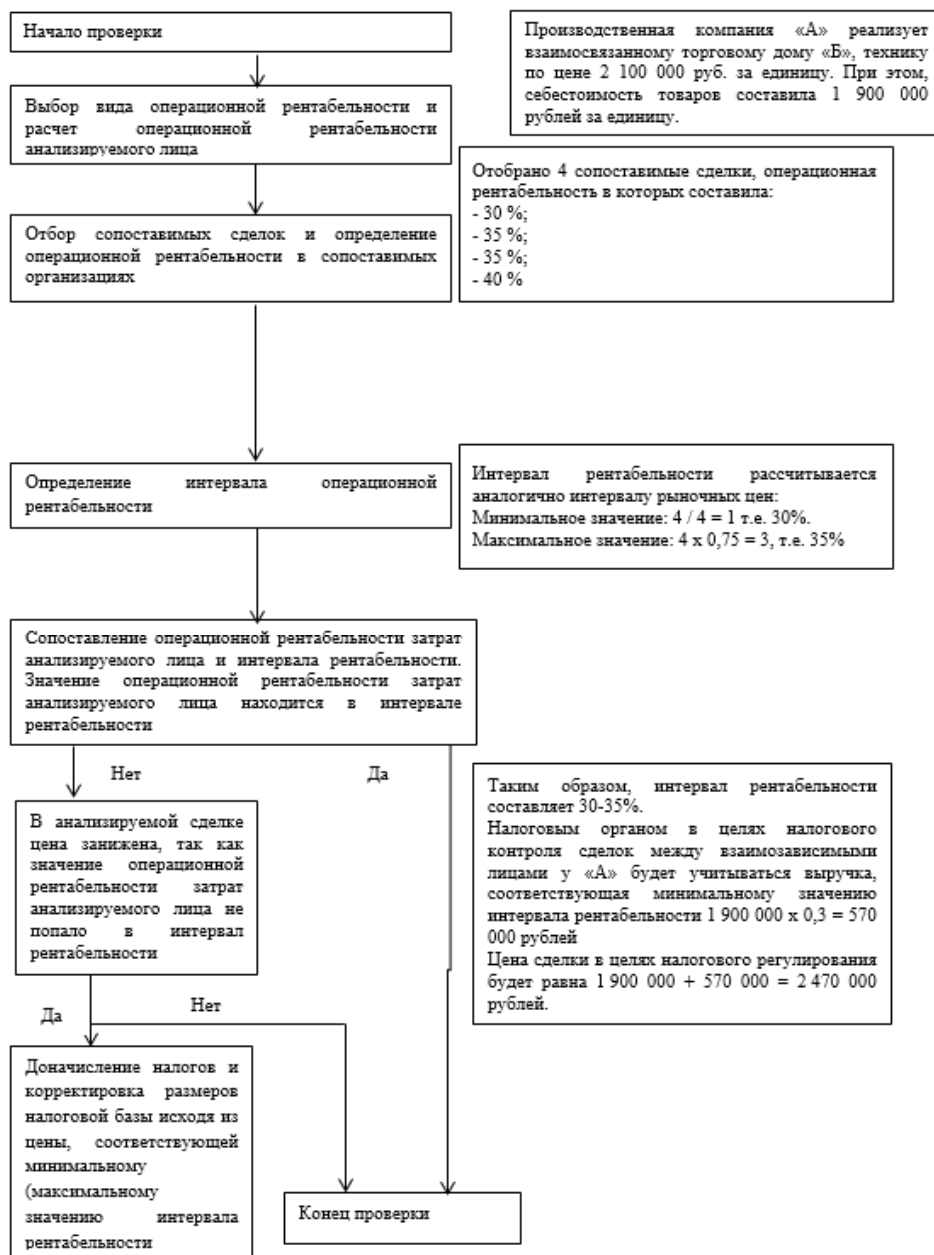 Начало проверки
Производственная компания «А» реализует
взаимосвязанному торговому дому «Б», технику
по цене 2 100 000 руб. за единицу. При этом,
себестоимость товаров составила 1 900 000
рублей за единицу.
Выбор вида операционной рентабельности и
расчет операционной рентабельности
анализируемого лица
Отобрано 4 сопоставимые сделки, операционная
рентабельность в которых составила:
- 30 %;
- 35 %;
- 35 %;
- 40 %
Отбор сопоставимых сделок и определение
операционной рентабельности в сопоставимых
организациях
Определение интервала операционной
рентабельности
Интервал рентабельности рассчитывается
аналогично интервалу рыночных цен:
Минимальное значение: 4 / 4 = 1 т.е. 30%.
Максимальное значение: 4 х 0,75 = 3, т.е. 35%
Сопоставление операционной рентабельности затрат
анализируемого лица и интервала рентабельности.
Значение операционной рентабельности затрат
анализируемого лица находится в интервале
рентабельности
Нет
Да
В анализируемой сделке
цена занижена, так как
значение операционной
рентабельности затрат
анализируемого лица не
попало в интервал
рентабельности
Таким образом, интервал рентабельности
составляет 30-35%.
Налоговым органом в целях налогового
контроля сделок между взаимозависимыми
лицами у «А» будет учитываться выручка,
соответствующая минимальному значению
интервала рентабельности 1 900 000 х 0,3 = 570
000 рублей
Цена сделки в целях налогового регулирования
будет равна 1 900 000 + 570 000 = 2 470 000
рублей.
Да
Нет
Доначисление налогов и
корректировка размеров
налоговой базы исходя из
цены, соответствующей
минимальному
(максимальному
значению интервала
рентабельности
Конец проверки